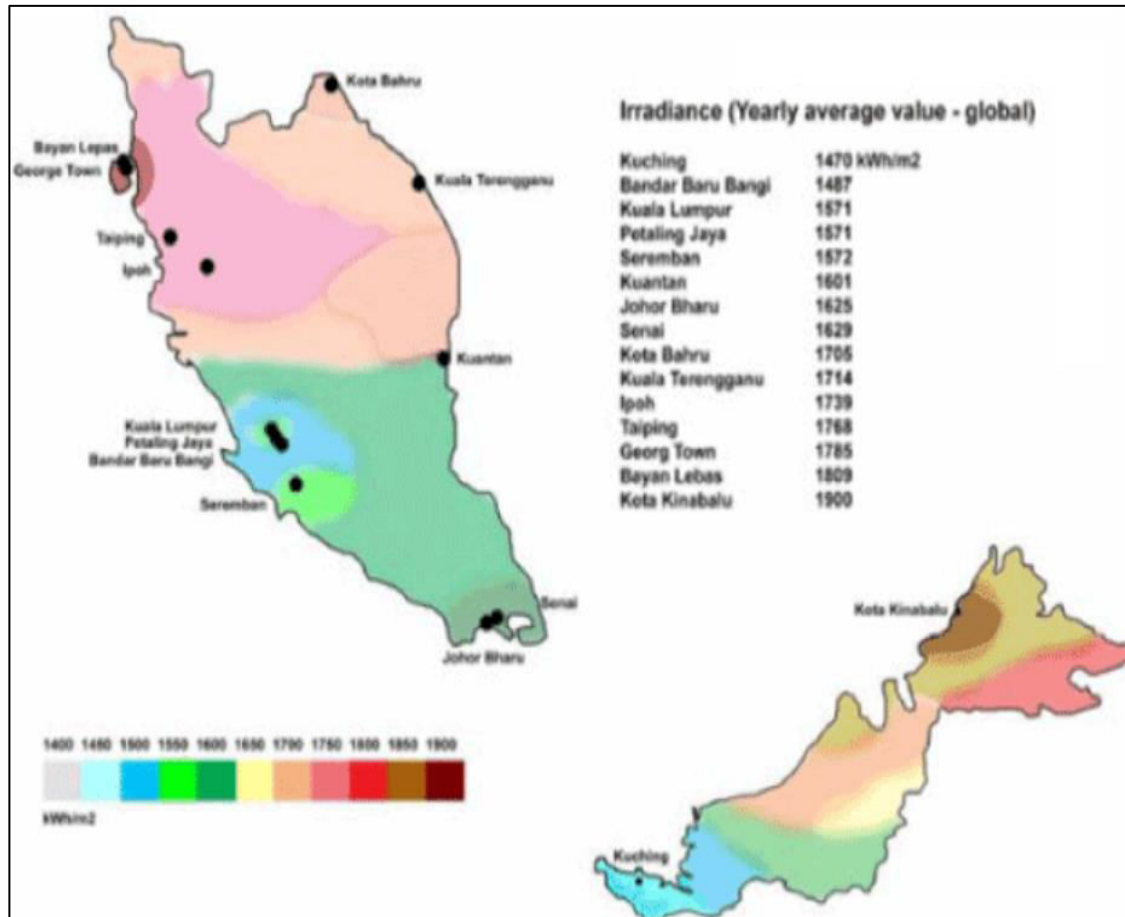 Kota Bahru
Bayan Lepas
George Town
Kuala Terengganu
Taiping
Ipoh
Kuantan
Kuala Lumpur
Petaling Jaya
Bandar Baru Bangi
Seremban
Senai
Johor Bharu
Irradiance (Yearly average value - global)
Kuching 1470 kWh/m2
Bandar Baru Bangi 1487
Kuala Lumpur 1571
Petaling Jaya 1571
Seremban 1572
Kuantan 1601
Johor Bharu 1625
Senai 1629
Kota Bahru 1705
Kuala Terengganu 1714
Ipoh 1739
Taiping 1768
Georg Town 1785
Bayan Lebas 1809
Kota Kinabalu 1900
Kota Kinabalu
Kuching
1400 1450 1500 1550 1600 1650 1700 1750 1800 1850 1900
kWh/m2